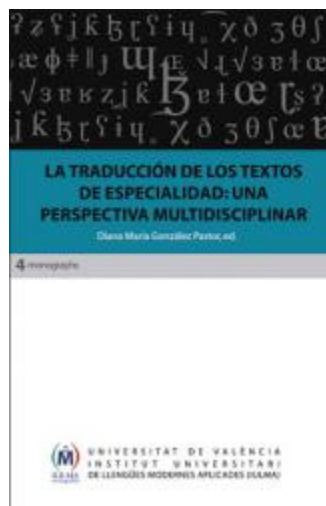 LA TRADUCCIÓN DE LOS TEXTOS
DE ESPECIALIDAD: UNA
PERSPECTIVA MULTIDISCIPLINAR
Diana María González Pastor, ed.
4 monographs
UNIVERSITAT DE VALÈNCIA
INSTITUT UNIVERSITARI
DE LLENGÜES MODERNES APLICADES (IULMA)